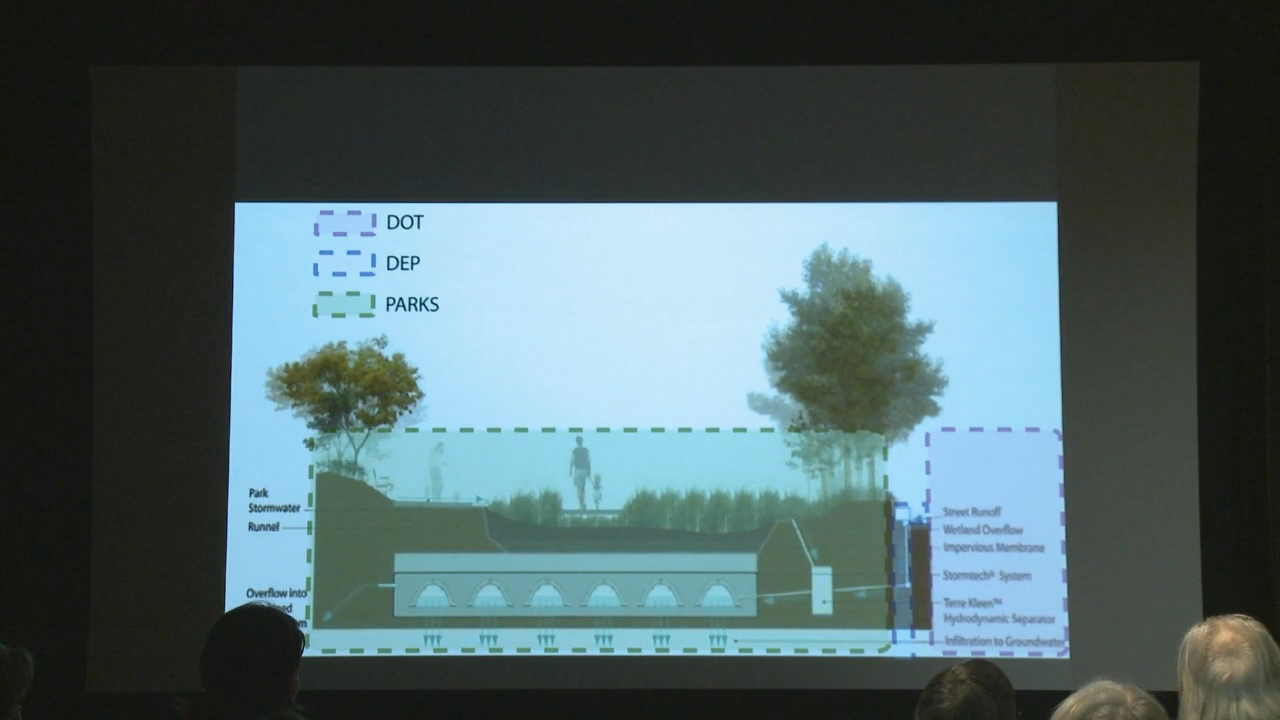 DOT
DEP
PARKS
Park
Stormwater
Runnel
Overflow into
Street Runoff
Wetland Overflow
Impervious Membrane
Stormtech® System
Terre Kleen™
Hydrodynamic Separator
Infiltration to Groundwater